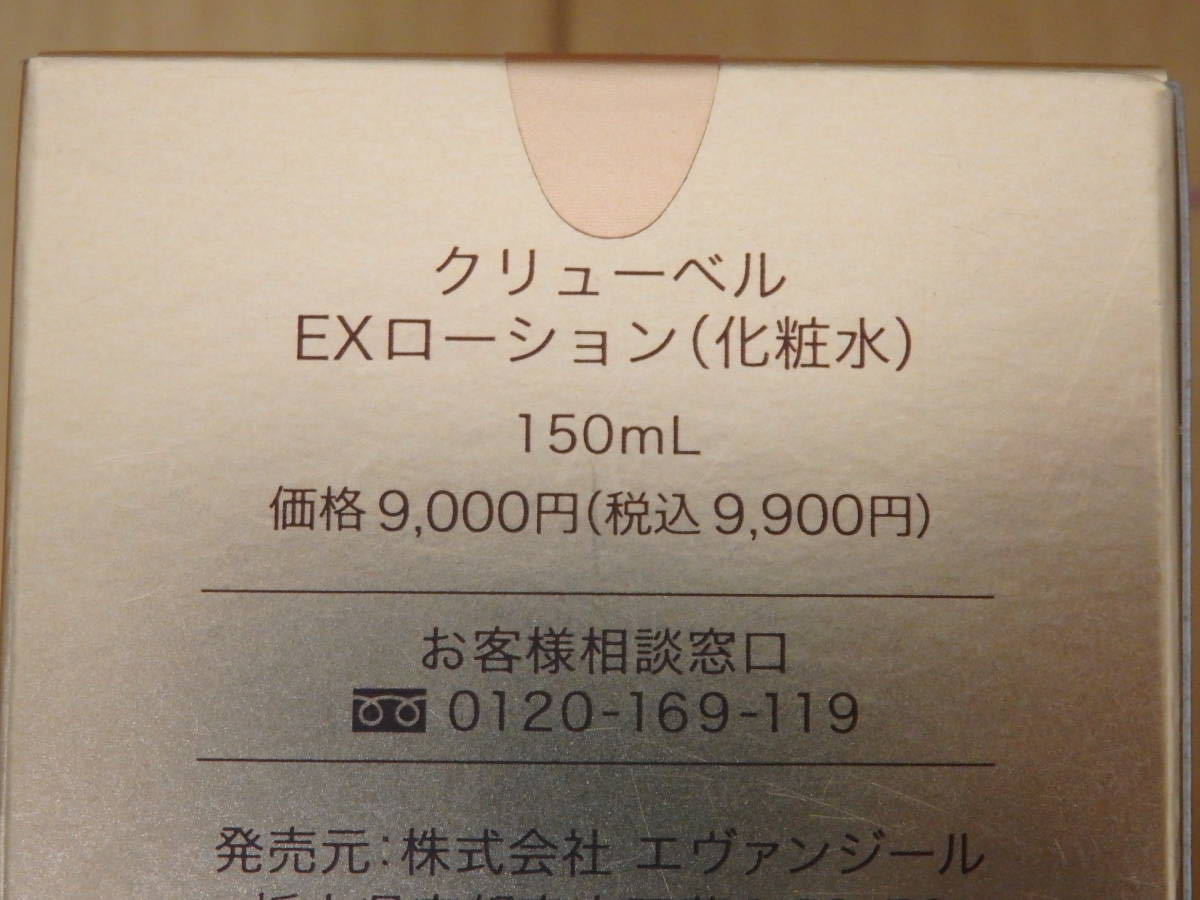 クリューベル
EXローション(化粧水)
150mL
価格9,000円(税込9,900円)
お客様相談窓口
0120-169-119
発売元:株式会社 エヴァンジール